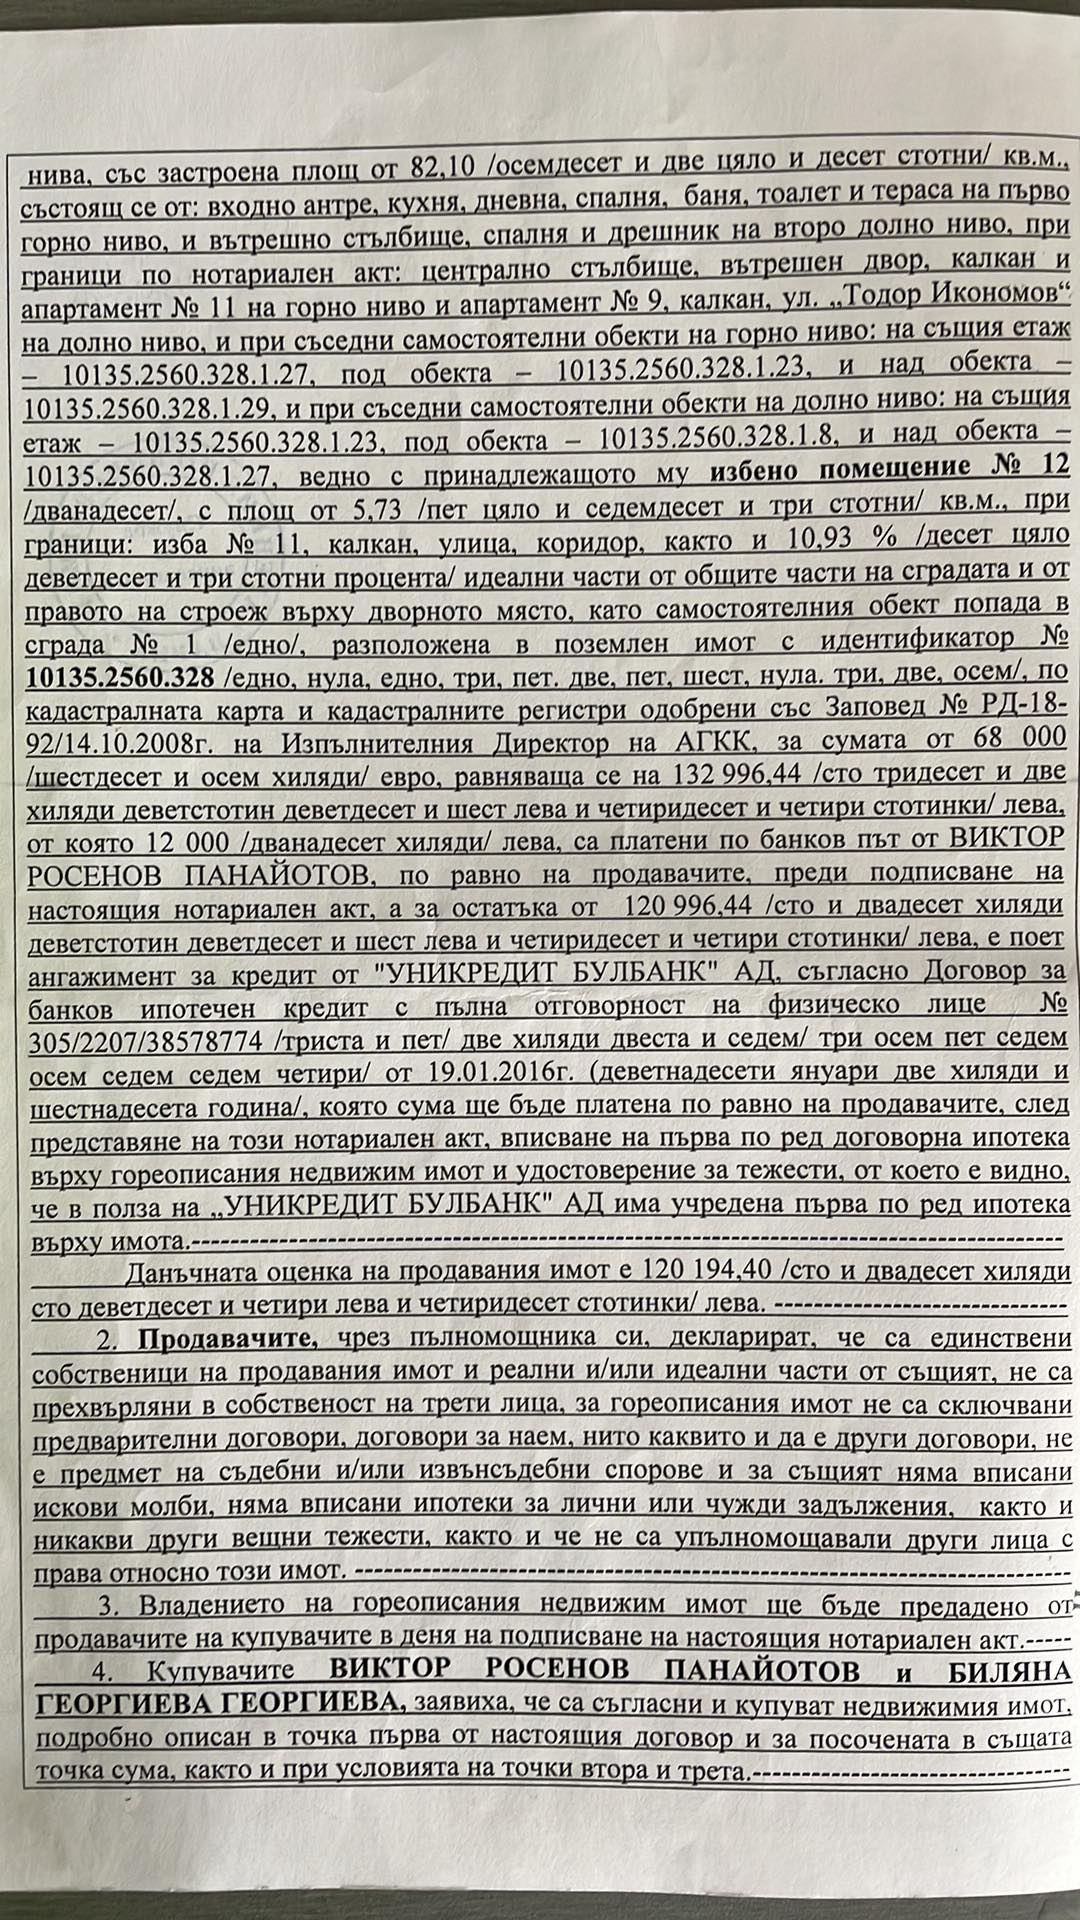 нива, със застроена площ от 82,10 /осемдесет и две цяло и десет стотни/ кв.м.,
състоящ се от: входно антре, кухня, дневна, спалня, баня, тоалет и тераса на първо
горно ниво, и вътрешно стълбище, спалня и дрешник на второ долно ниво, при
граници по нотариален акт: централно стълбище, вътрешен двор, калкан и
апартамент № 11 на горно ниво и апартамент № 9, калкан, ул. „Тодор Икономов“
на долно ниво, и при съседни самостоятелни обекти на горно ниво: на същия етаж
– 10135.2560.328.1.27, под обекта – 10135.2560.328.1.23, и над обекта –
10135.2560.328.1.29, и при съседни самостоятелни обекти на долно ниво: на същия
етаж – 10135.2560.328.1.23, под обекта – 10135.2560.328.1.8, и над обекта –
10135.2560.328.1.27, ведно с принадлежащото му избено помещение № 12
/дванадесет/, с площ от 5,73 /пет цяло и седемдесет и три стотни/ кв.м., при
граници: изба № 11, калкан, улица, коридор, както и 10,93 % /десет цяло
деветдесет и три стотни процента/ идеални части от общите части на сградата и от
правото на строеж върху дворното място, като самостоятелния обект попада в
сграда № 1 /едно/, разположена в поземлен имот с идентификатор №
10135.2560.328 /едно, нула, едно, три, пет. две, пет, шест, нула. три, две, осем/, по
кадастралната карта и кадастралните регистри одобрени със Заповед № РД-18-
92/14.10.2008г. на Изпълнителния Директор на АГКК, за сумата от 68 000
/шестдесет и осем хиляди/ евро, равняваща се на 132 996,44 /сто тридесет и две
хиляди деветстотин деветдесет и шест лева и четиридесет и четири стотинки/ лева,
от която 12 000 /дванадесет хиляди/ лева, са платени по банков път от ВИКТОР
РОСЕНОВ ПАНАЙОТОВ, по равно на продавачите, преди подписване на
настоящия нотариален акт, а за остатъка от 120 996,44 /сто и двадесет хиляди
деветстотин деветдесет и шест лева и четиридесет и четири стотинки/ лева, е поет
ангажимент за кредит от "УНИКРЕДИТ БУЛБАНК" АД, съгласно Договор за
банков ипотечен кредит с пълна отговорност на физическо лице №
305/2207/38578774 /триста и пет/ две хиляди двеста и седем/ три осем пет седем
осем седем седем четири/ от 19.01.2016г. (деветнадесети януари две хиляди и
шестнадесета година/, която сума ще бъде платена по равно на продавачите, след
представяне на този нотариален акт, вписване на първа по ред договорна ипотека
върху гореописания недвижим имот и удостоверение за тежести, от което е видно,
че в полза на „УНИКРЕДИТ БУЛБАНК" АД има учредена първа по ред ипотека
върху имота.------------------------------------------------------------------------------------------
Данъчната оценка на продавания имот е 120 194,40 /сто и двадесет хиляди
сто деветдесет и четири лева и четиридесет стотинки/ лева. ------------------------------
2. Продавачите, чрез пълномощника си, декларират, че са единствени
собственици на продавания имот и реални и/или идеални части от същият, не са
прехвърляни в собственост на трети лица, за гореописания имот не са сключвани
предварителни договори, договори за наем, нито каквито и да е други договори, не
е предмет на съдебни и/или извънсъдебни спорове и за същият няма вписани
искови молби, няма вписани ипотеки за лични или чужди задължения, както и
никакви други вещни тежести, както и че не са упълномощавали други лица с
права относно този имот. -------------------------------------------------------------------------
3. Владението на гореописания недвижим имот ще бъде предадено от
продавачите на купувачите в деня на подписване на настоящия нотариален акт.-----
4. Купувачите ВИКТОР РОСЕНОВ ПАНАЙОТОВ и БИЛЯНА
ГЕОРГИЕВА ГЕОРГИЕВА, заявиха, че са съгласни и купуват недвижимия имот,
подробно описан в точка първа от настоящия договор и за посочената в същата
точка сума, както и при условията на точки втора и трета.---------------------------------